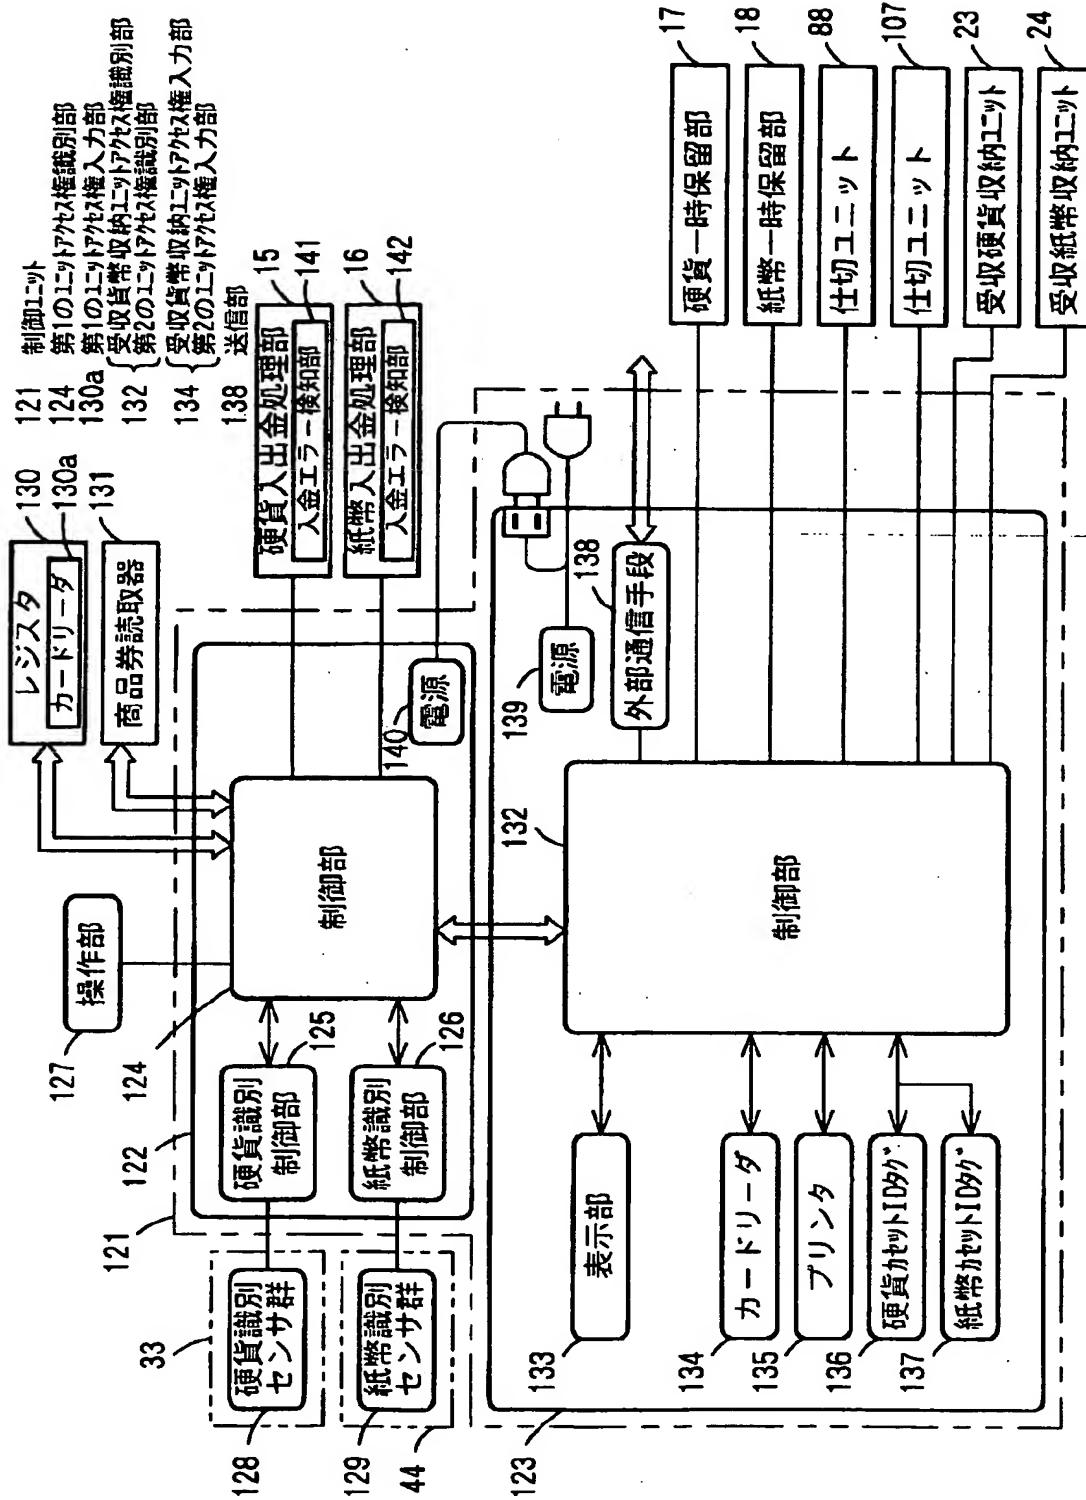 121 制御ユニット
124 第1のユニットアクセス権識別部
130a 第1のユニットアクセス権入力部
132 受収貨幣収納ユニットアクセス権識別部
第2のユニットアクセス権識別部
134 受収貨幣収納ユニットアクセス権入力部
第2のユニットアクセス権入力部
138 送信部
レジスタ
130
カードリーダ
130a
商品券読取器
131
操作部
127
硬貨入出金処理部
15
入金エラー検知部
141
紙幣入出金処理部
16
入金エラー検知部
142
121
122
124
制御部
硬貨識別
制御部
125
紙幣識別
制御部
126
電源
140
33
硬貨識別
センサ群
128
紙幣識別
センサ群
129
44
123
制御部
132
電源
139
外部通信手段
138
表示部
133
カードリーダ
134
プリンタ
135
硬貨カセットIDタグ
136
紙幣カセットIDタグ
137
硬貨一時保留部
17
紙幣一時保留部
18
仕切ユニット
88
仕切ユニット
107
受収硬貨収納ユニット
23
受収紙幣収納ユニット
24